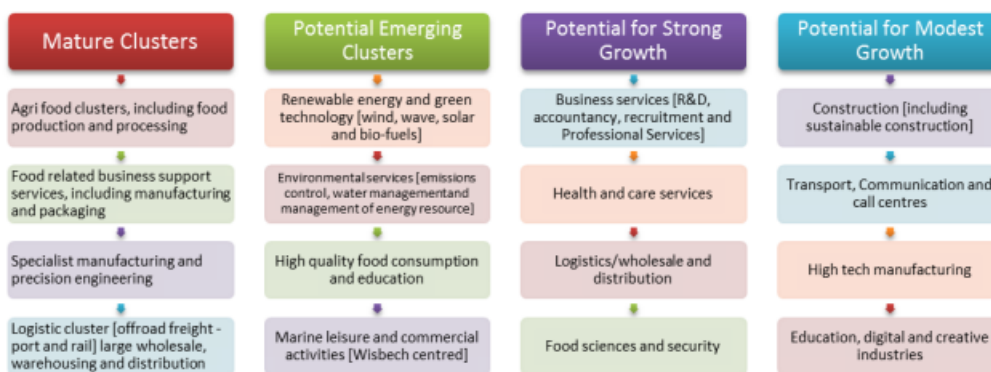 Mature Clusters
Agri food clusters, including food
production and processing
Food related business support
services, including manufacturing
and packaging
Specialist manufacturing and
precision engineering
Logistic cluster [offroad freight -
port and rail] large wholesale,
warehousing and distribution
Potential Emerging
Clusters
Renewable energy and green
technology [wind, wave, solar
and bio-fuels]
Environmental services [emissions
control, water managementand
management of energy resource]
High quality food consumption
and education
Marine leisure and commercial
activities [Wisbech centred]
Potential for Strong
Growth
Business services [R&D,
accountancy, recruitment and
Professional Services]
Health and care services
Logistics/wholesale and
distribution
Food sciences and security
Potential for Modest
Growth
Construction [including
sustainable construction]
Transport, Communication and
call centres
High tech manufacturing
Education, digital and creative
industries